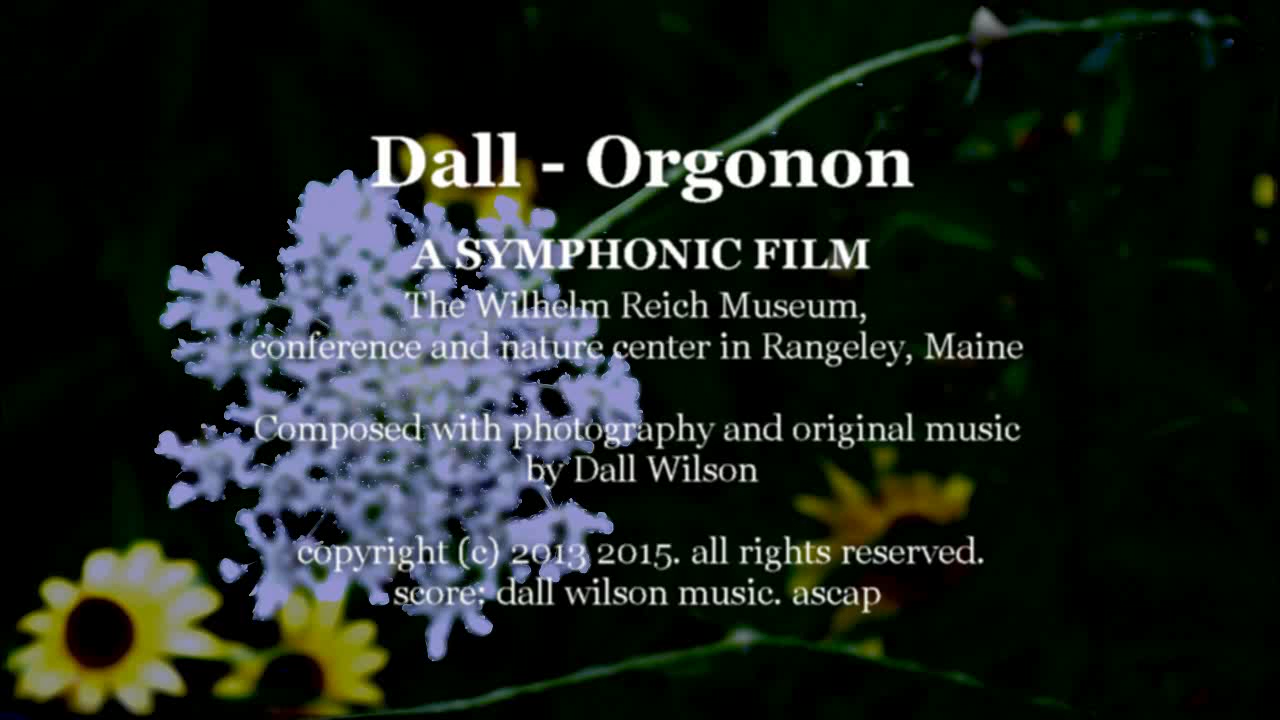 Dall - Orgonon
A SYMPHONIC FILM
The Wilhelm Reich Museum,
conference and nature center in Rangeley, Maine
Composed with photography and original music
by Dall Wilson
copyright (c) 2013 2015. all rights reserved.
score: dall wilson music. ascap